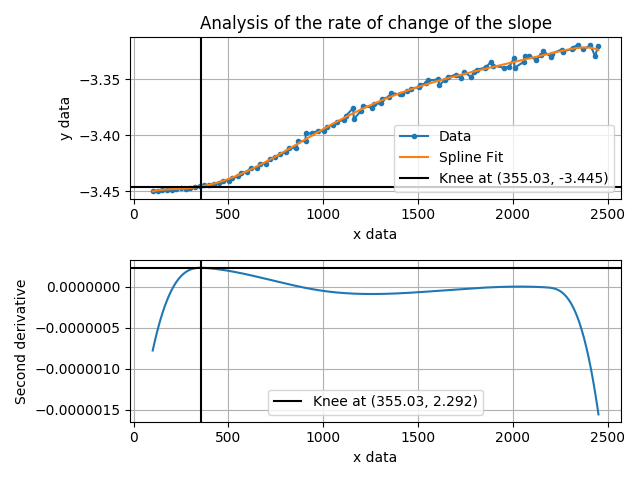 Analysis of the rate of change of the slope
y data
−3.35
−3.40
−3.45
Data
Spline Fit
Knee at (355.03, -3.445)
0 500 1000 1500 2000 2500
x data
Second derivative
0.0000000
−0.0000005
−0.0000010
−0.0000015
Knee at (355.03, 2.292)
0 500 1000 1500 2000 2500
x data